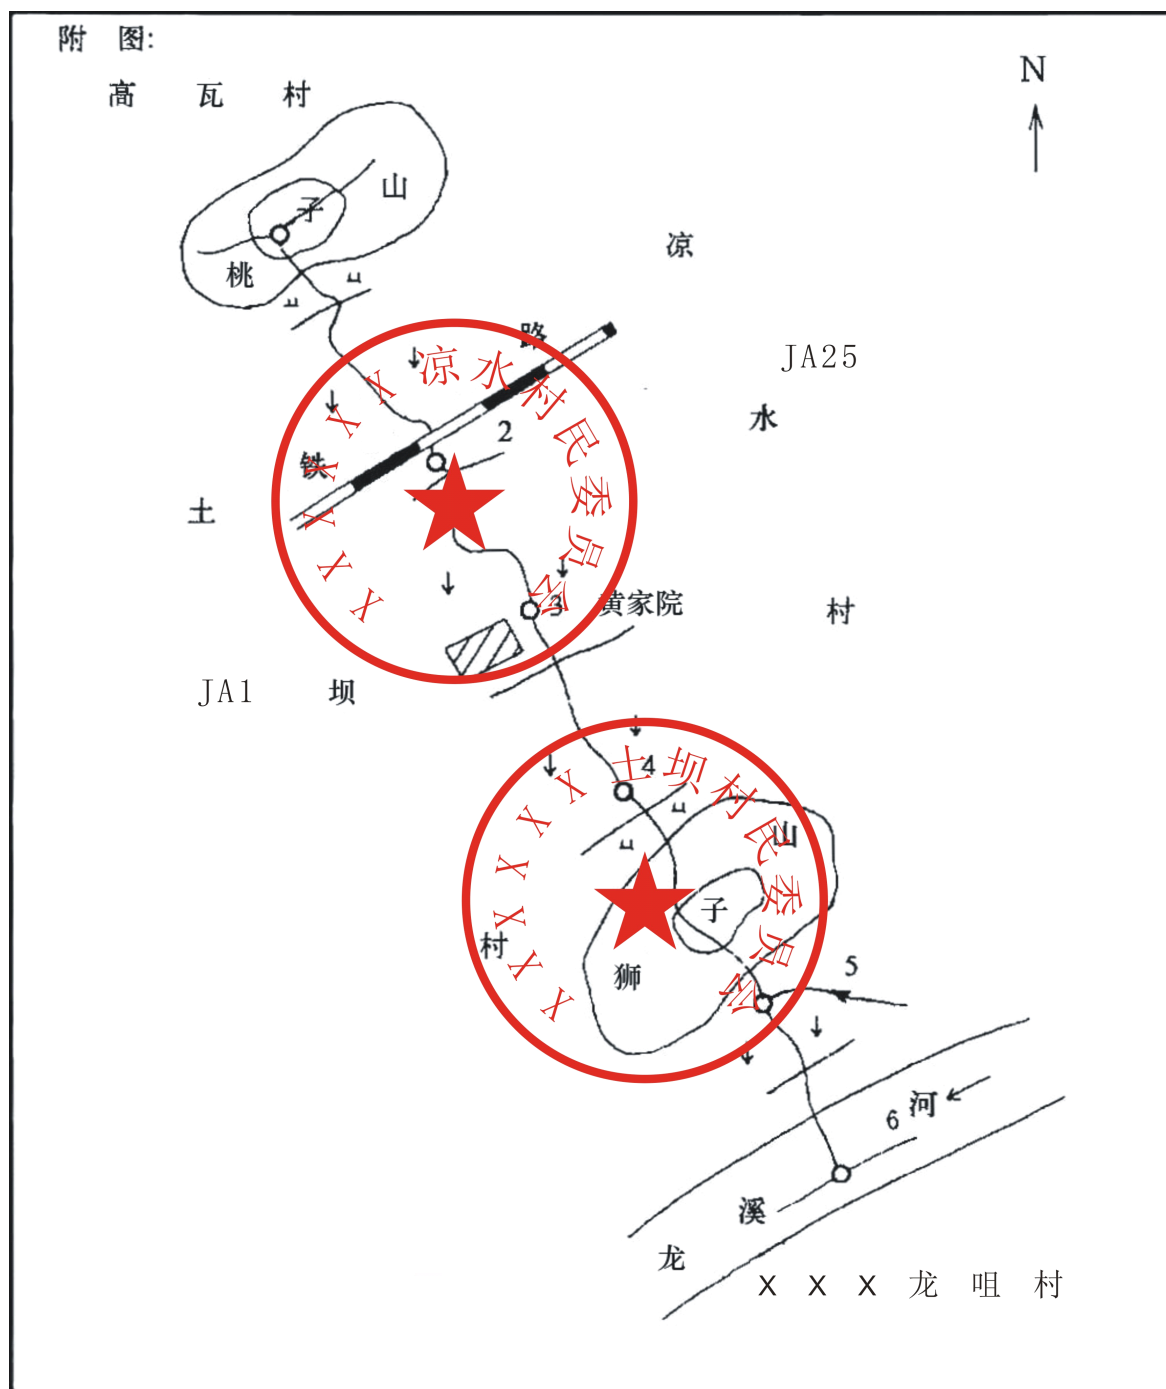 附 图:
高 瓦 村
N
山
子
桃
凉
路
JA25
水
2
铁
土
3
黄家院
村
JA1
坝
4
山
子
村
狮
5
6
河
溪
龙
X X X 龙 咀 村
X X X X X X 凉水村民委员会
X X X X X X 土坝村民委员会